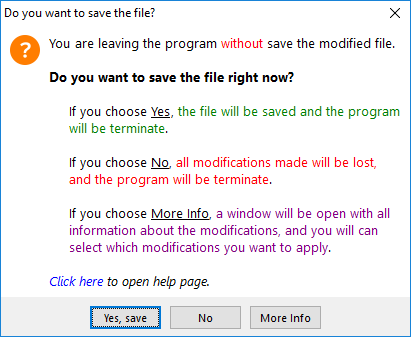 Do you want to save the file?
You are leaving the program without save the modified file.
Do you want to save the file right now?
If you choose Yes, the file will be saved and the program
will be terminate.
If you choose No, all modifications made will be lost,
and the program will be terminate.
If you choose More Info, a window will be open with all
information about the modifications, and you will can
select which modifications you want to apply.
Click here to open help page.
Yes, save
No
More Info